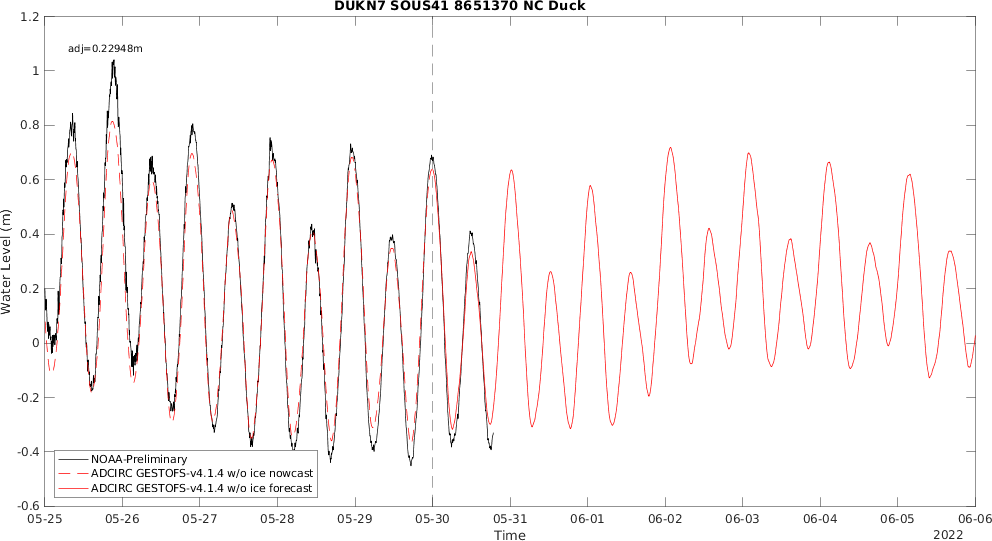 DUKN7 SOUS41 8651370 NC Duck
adj=0.22948m
1.2
1
0.8
0.6
0.4
0.2
0
-0.2
-0.4
-0.6
Water Level (m)
NOAA-Preliminary
ADCIRC GESTOFS-v4.1.4 w/o ice nowcast
ADCIRC GESTOFS-v4.1.4 w/o ice forecast
05-25 05-26 05-27 05-28 05-29 05-30 05-31 06-01 06-02 06-03 06-04 06-05 06-06
Time
2022